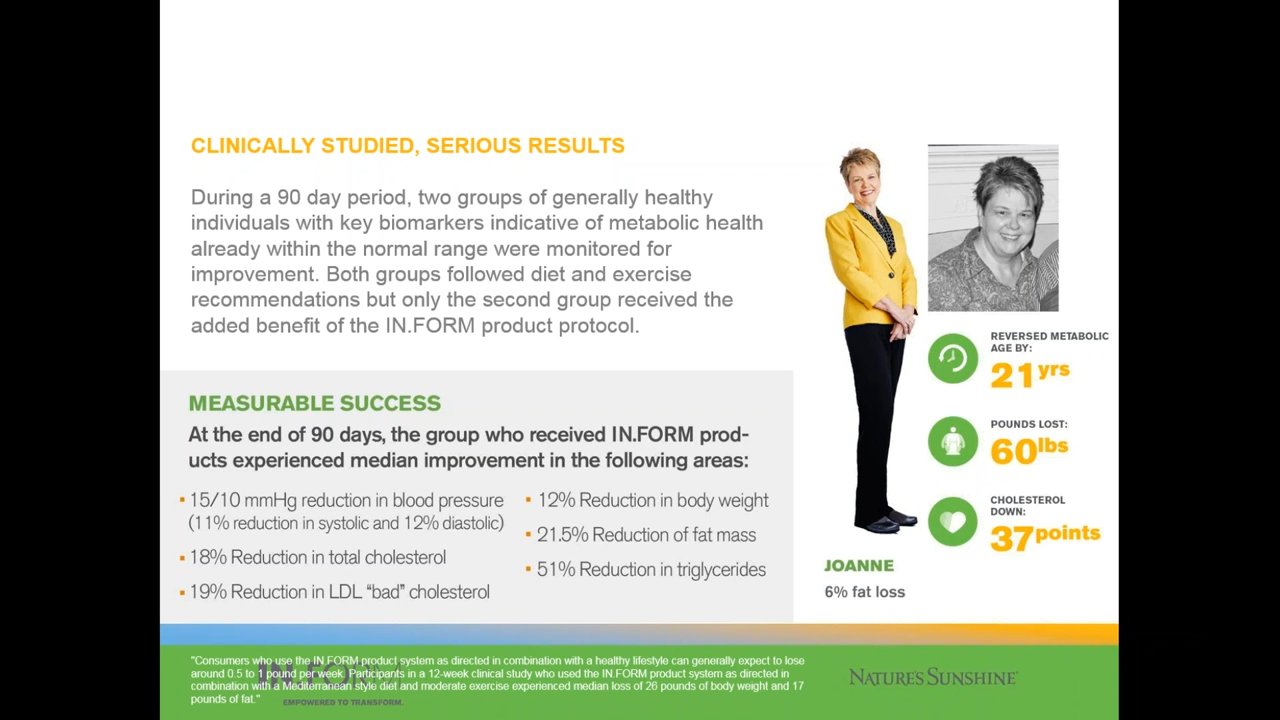 CLINICALLY STUDIED, SERIOUS RESULTS
During a 90 day period, two groups of generally healthy
individuals with key biomarkers indicative of metabolic health
already within the normal range were monitored for
improvement. Both groups followed diet and exercise
recommendations but only the second group received the
added benefit of the IN.FORM product protocol.
MEASURABLE SUCCESS
At the end of 90 days, the group who received IN.FORM prod-
ucts experienced median improvement in the following areas:
▪ 15/10 mmHg reduction in blood pressure
(11% reduction in systolic and 12% diastolic)
▪ 18% Reduction in total cholesterol
▪ 19% Reduction in LDL “bad” cholesterol
▪ 12% Reduction in body weight
▪ 21.5% Reduction of fat mass
▪ 51% Reduction in triglycerides
REVERSED METABOLIC
AGE BY:
21 yrs
POUNDS LOST:
60 lbs
CHOLESTEROL
DOWN:
37 points
JOANNE
6% fat loss
"Consumers who use the IN.FORM product system as directed in combination with a healthy lifestyle can generally expect to lose
around 0.5 to 1 pound per week. Participants in a 12-week clinical study who used the IN.FORM product system as directed in
combination with a Mediterranean style diet and moderate exercise experienced median loss of 26 pounds of body weight and 17
pounds of fat."
IN.FORM
EMPOWERED TO TRANSFORM.
NATURE'S SUNSHINE